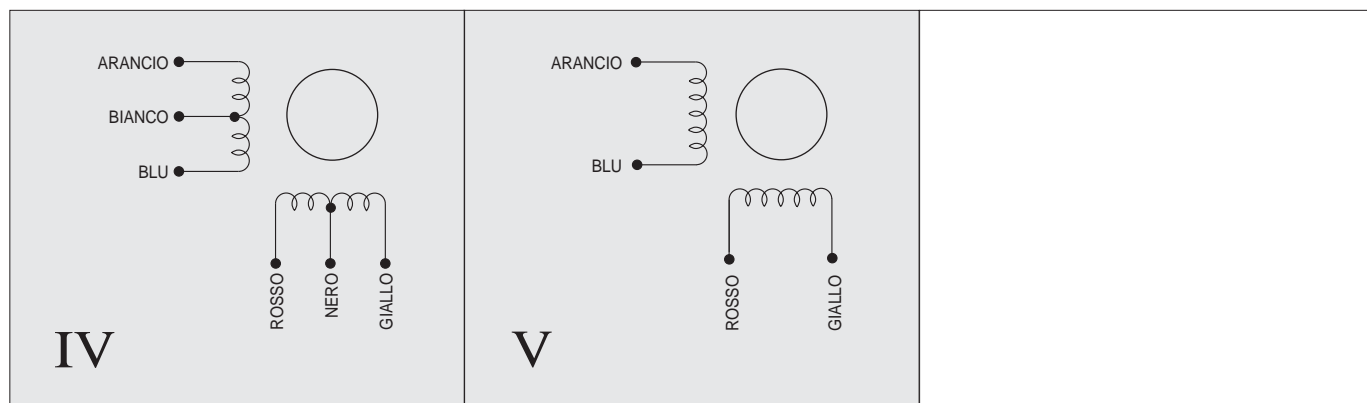 ARANCIO
BIANCO
BLU
ROSSO
NERO
GIALLO
IV
ARANCIO
BLU
ROSSO
GIALLO
V